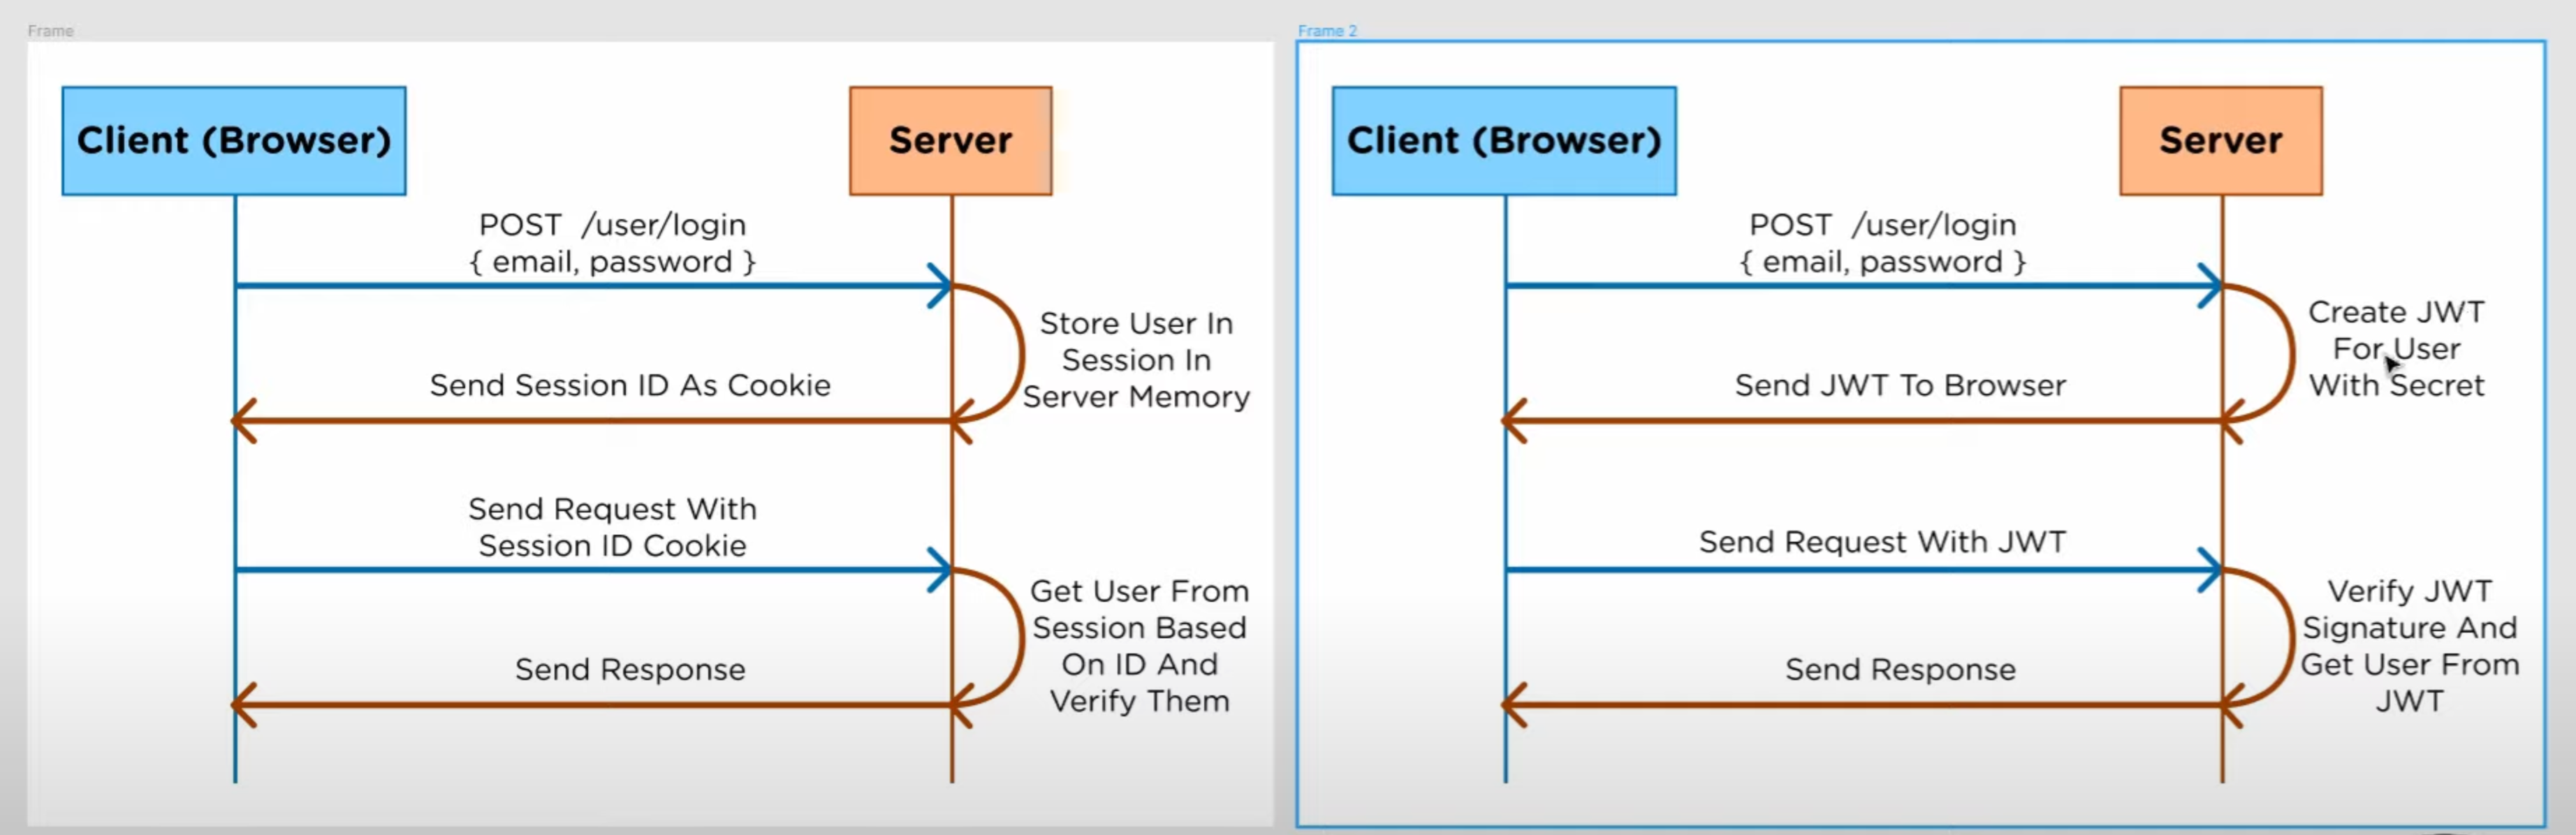 Frame
Client (Browser)
Server
POST /user/login
{ email, password }
Store User In
Session In
Server Memory
Send Session ID As Cookie
Send Request With
Session ID Cookie
Get User From
Session Based
On ID And
Verify Them
Send Response
Frame 2
Client (Browser)
Server
POST /user/login
{ email, password }
Create JWT
For User
With Secret
Send JWT To Browser
Send Request With JWT
Verify JWT
Signature And
Get User From
JWT
Send Response